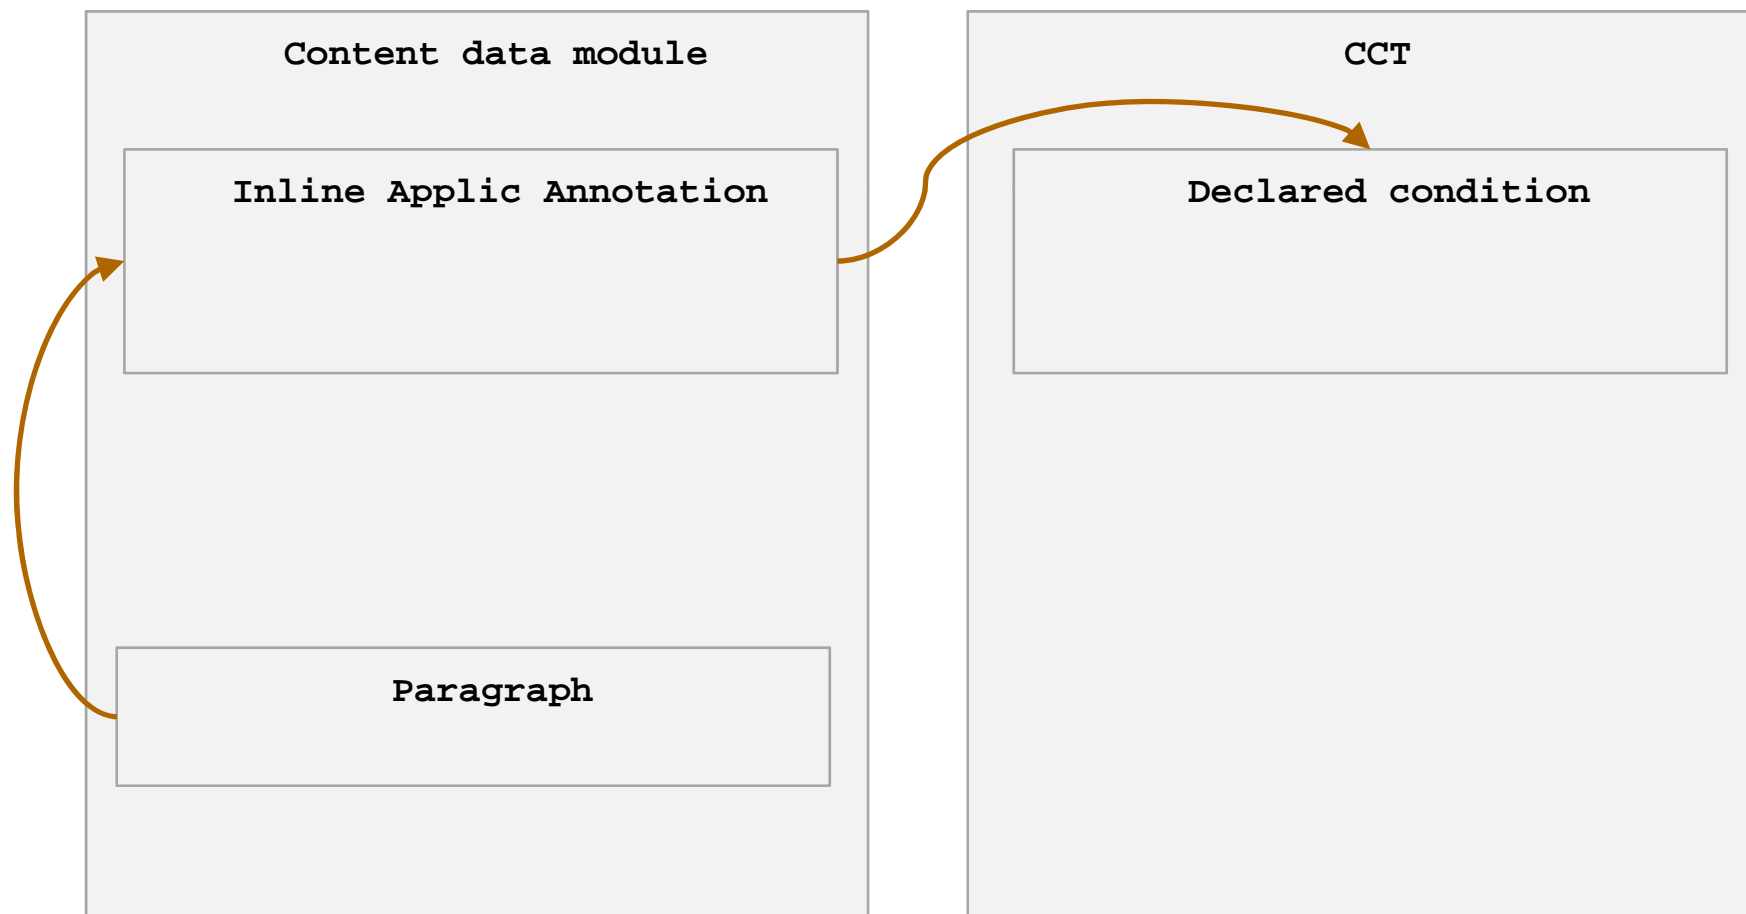 Content data module
CCT
Inline Applic Annotation
Declared condition
Paragraph